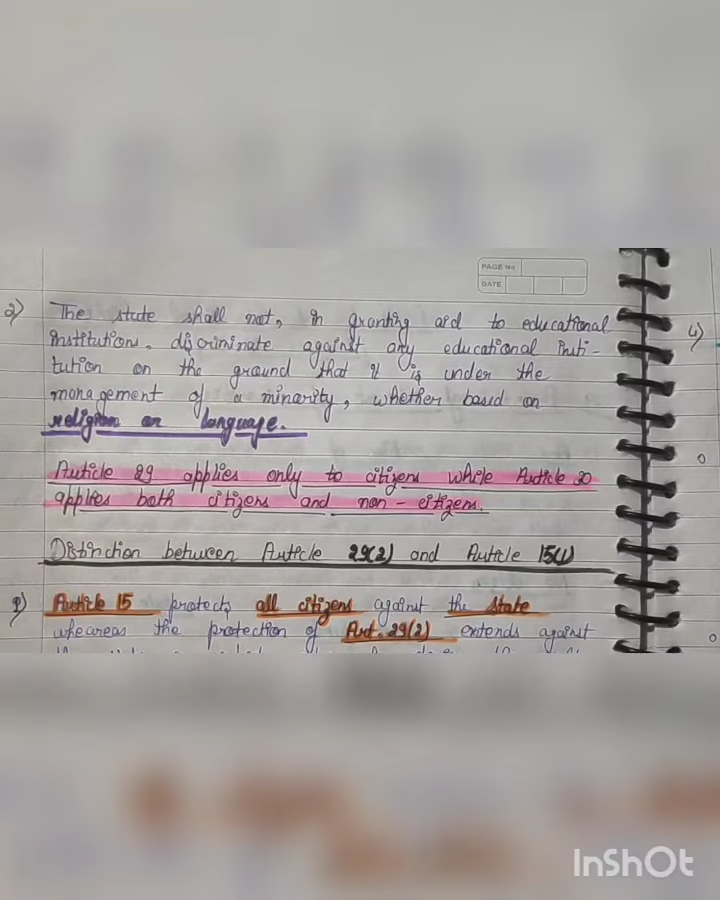 PAGE No
DATE
2) The state shall not, in granting aid to educational
institutions, discriminate against any educational insti-
tution on the ground that it is under the
management of a minarity, whether based on
religion or language.
4)
Article 29 applies only to citizens while Article 20
applies both citizens and non-citizens.
Distinction between Article 29(2) and Article 15(1)
1) Article 15 protects all citizens against the state
wheareas the protection of Art. 29(2) extends against
InShOt